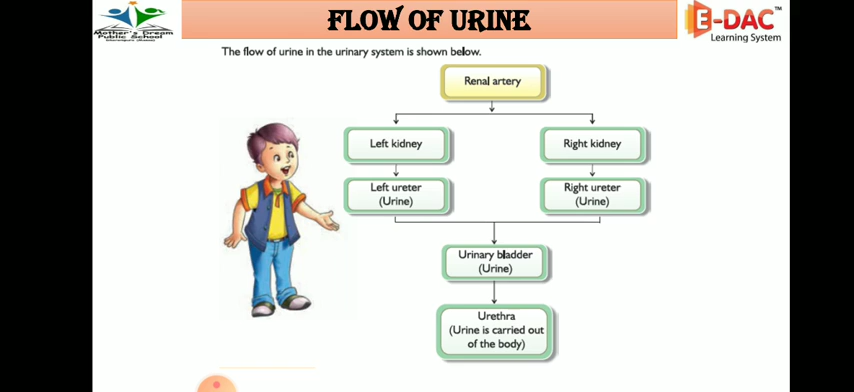 Mother's Dream
Public School
FLOW OF URINE
E-DAC
Learning System
The flow of urine in the urinary system is shown below.
Renal artery
Left kidney
Right kidney
Left ureter
(Urine)
Right ureter
(Urine)
Urinary bladder
(Urine)
Urethra
(Urine is carried out
of the body)